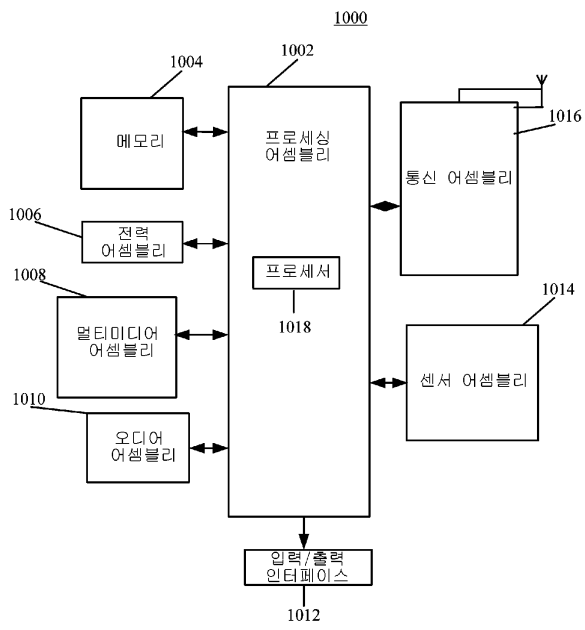 1000
1002
1004
메모리
프로세싱
어셈블리
1016
통신 어셈블리
1006
전력
어셈블리
프로세서
1018
1008
멀티미디어
어셈블리
1014
센서 어셈블리
1010
오디어
어셈블리
입력/출력
인터페이스
1012